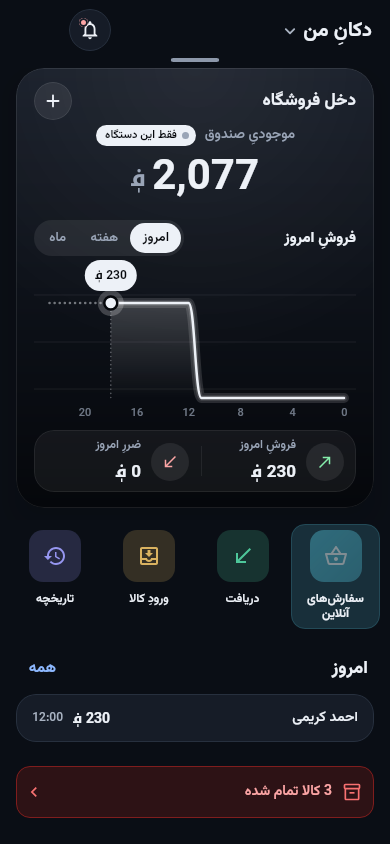 دکانِ من
دخل فروشگاه
موجودیِ صندوق فقط این دستگاه
2,077 ؋
فروش امروز
امروز هفته ماه
230 ؋
0 4 8 12 16 20
فروش امروز
230 ؋
ضررِ امروز
0 ؋
سفارش‌های آنلاین
دریافت
ورودِ کالا
تاریخچه
امروز همه
احمد کریمی 230 ؋ 12:00
3 کالا تمام شده